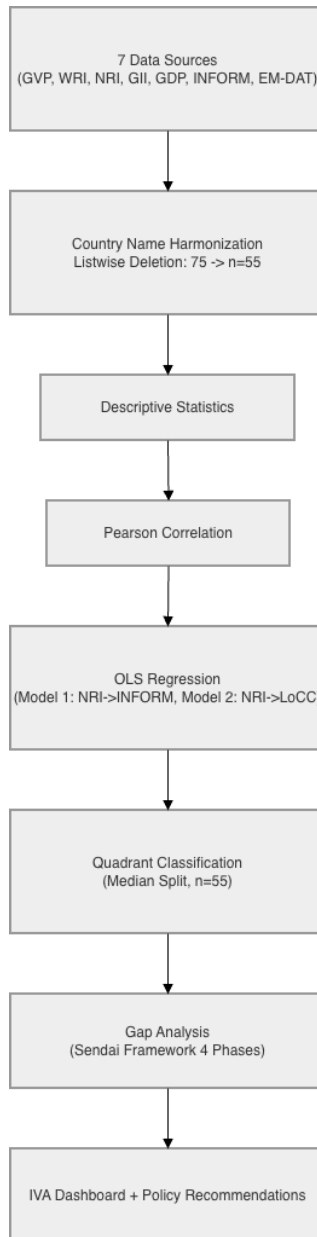 7 Data Sources
(GVP, WRI, NRI, GII, GDP, INFORM, EM-DAT)
Country Name Harmonization
Listwise Deletion: 75 -> n=55
Descriptive Statistics
Pearson Correlation
OLS Regression
(Model 1: NRI->INFORM, Model 2: NRI->LoCC
Quadrant Classification
(Median Split, n=55)
Gap Analysis
(Sendai Framework 4 Phases)
IVA Dashboard + Policy Recommendations